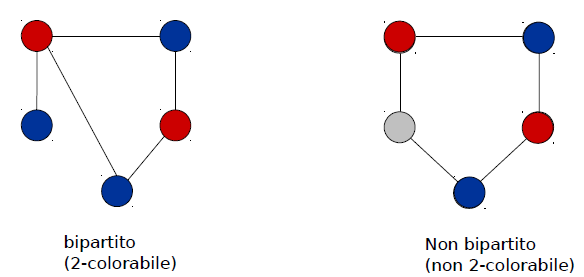 bipartito
(2-colorabile)
Non bipartito
(non 2-colorabile)